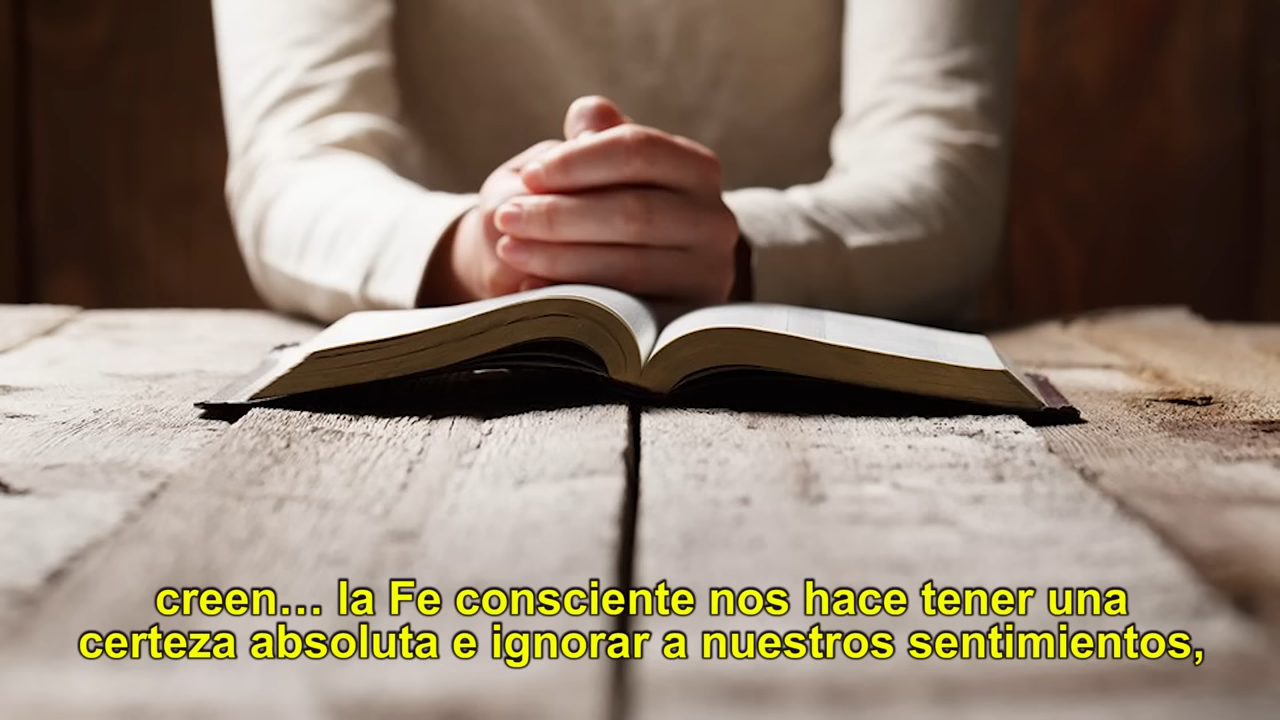 creen… la Fe consciente nos hace tener una
certeza absoluta e ignorar a nuestros sentimientos,